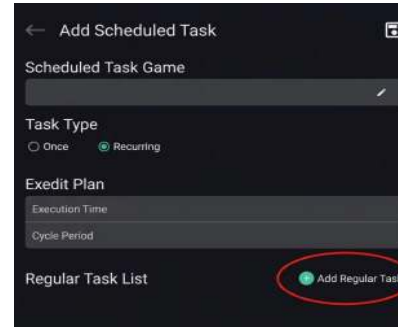 Add Scheduled Task
Scheduled Task Game
Task Type
Once Recurring
Exedit Plan
Execution Time
Cycle Period
Regular Task List Add Regular Task